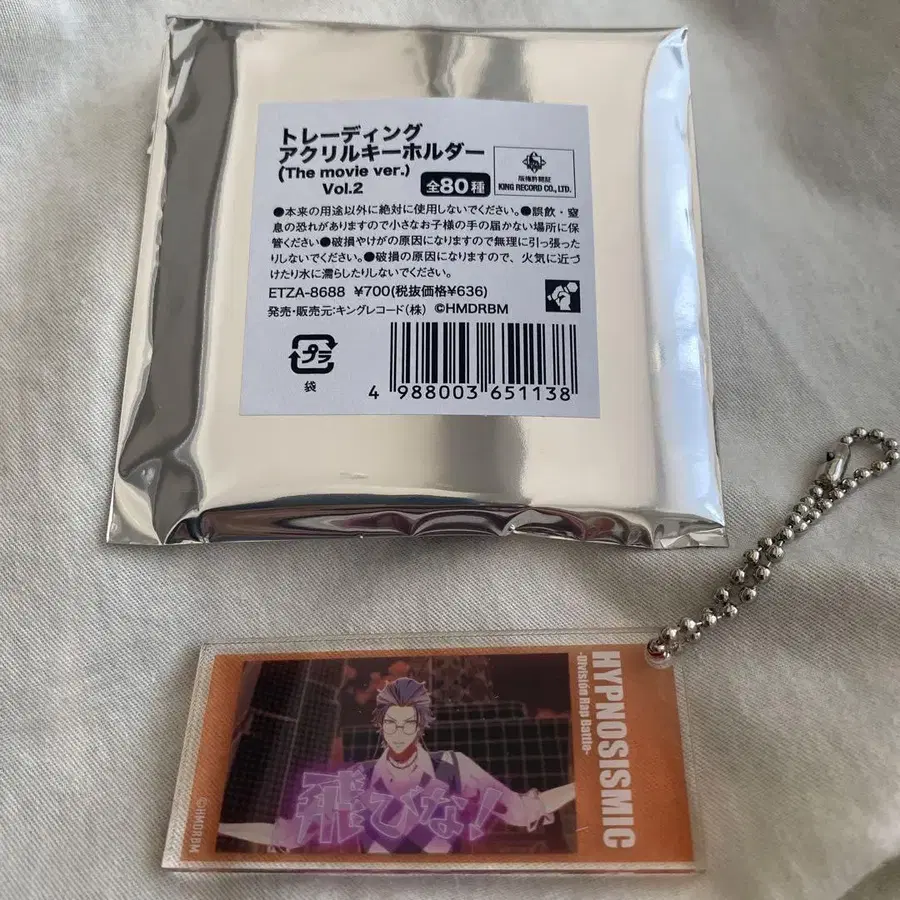 トレーディング
アクリルキーホルダー
(The movie ver.)
Vol.2
全80種
版権許諾証
KING RECORD CO., LTD.
●本来の用途以外に絶対に使用しないでください。●誤飲・窒
息の恐れがありますので小さなお子様の手の届かない場所に保
管ください●破損やけがの原因になりますので無理に引っ張った
りしないでください。●破損の原因になりますので、火気に近づ
けたり水に濡らしたりしないでください。
ETZA-8688 ¥700(税抜価格¥636)
発売・販売元:キングレコード(株) ©HMDRBM
プラ
袋
4 988003 651138
HYPNOSISMIC
-Division Rap Battle-
飛びな!
©HMDRBM